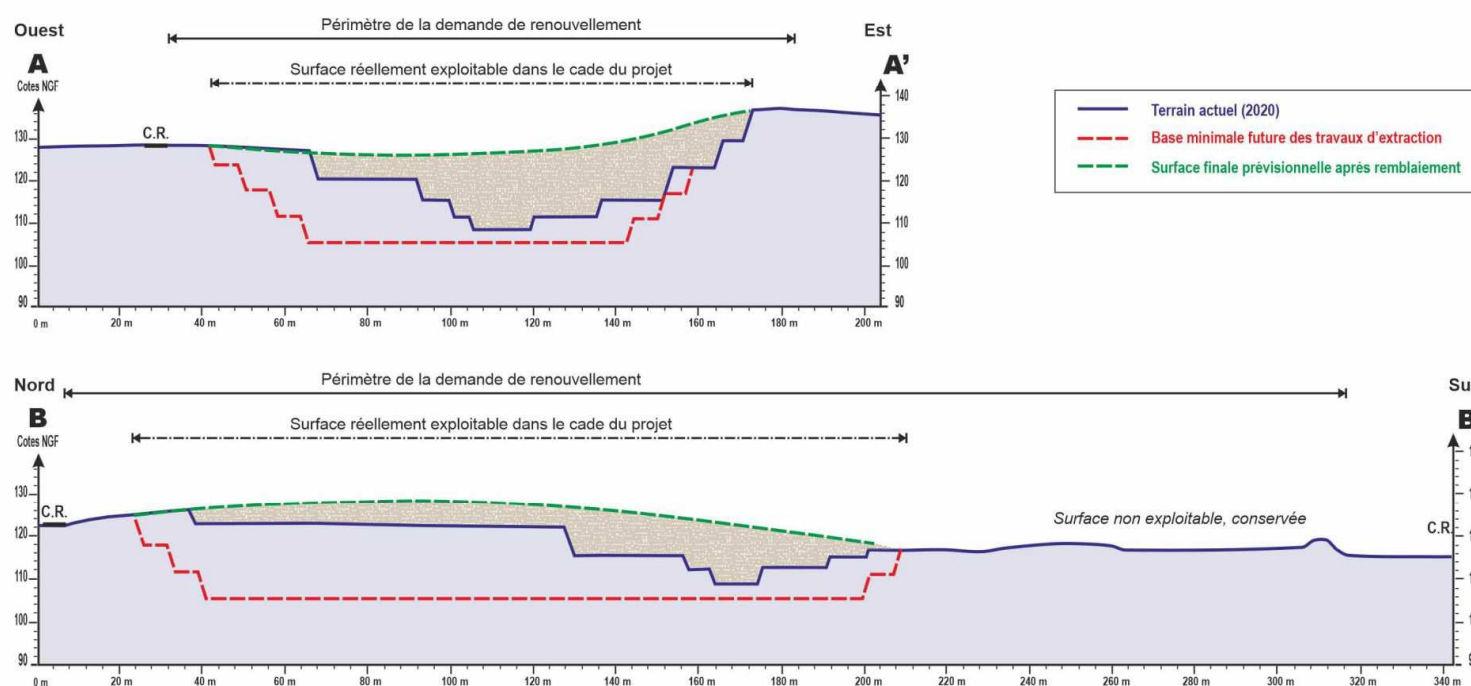 Périmètre de la demande de renouvellement
Ouest
Est
A
A'
Surface réellement exploitable dans le cade du projet
Cotes NGF
C.R.
130
120
110
100
90
140
130
120
110
100
90
0 m 20 m 40 m 60 m 80 m 100 m 120 m 140 m 160 m 180 m 200 m
Terrain actuel (2020)
Base minimale future des travaux d'extraction
Surface finale prévisionnelle après remblaiement
Nord
Périmètre de la demande de renouvellement
B
Surface réellement exploitable dans le cade du projet
Cotes NGF
C.R.
130
120
110
100
90
Surface non exploitable, conservée
C.R.
0 m 20 m 40 m 60 m 80 m 100 m 120 m 140 m 160 m 180 m 200 m 220 m 240 m 260 m 280 m 300 m 320 m 340 m